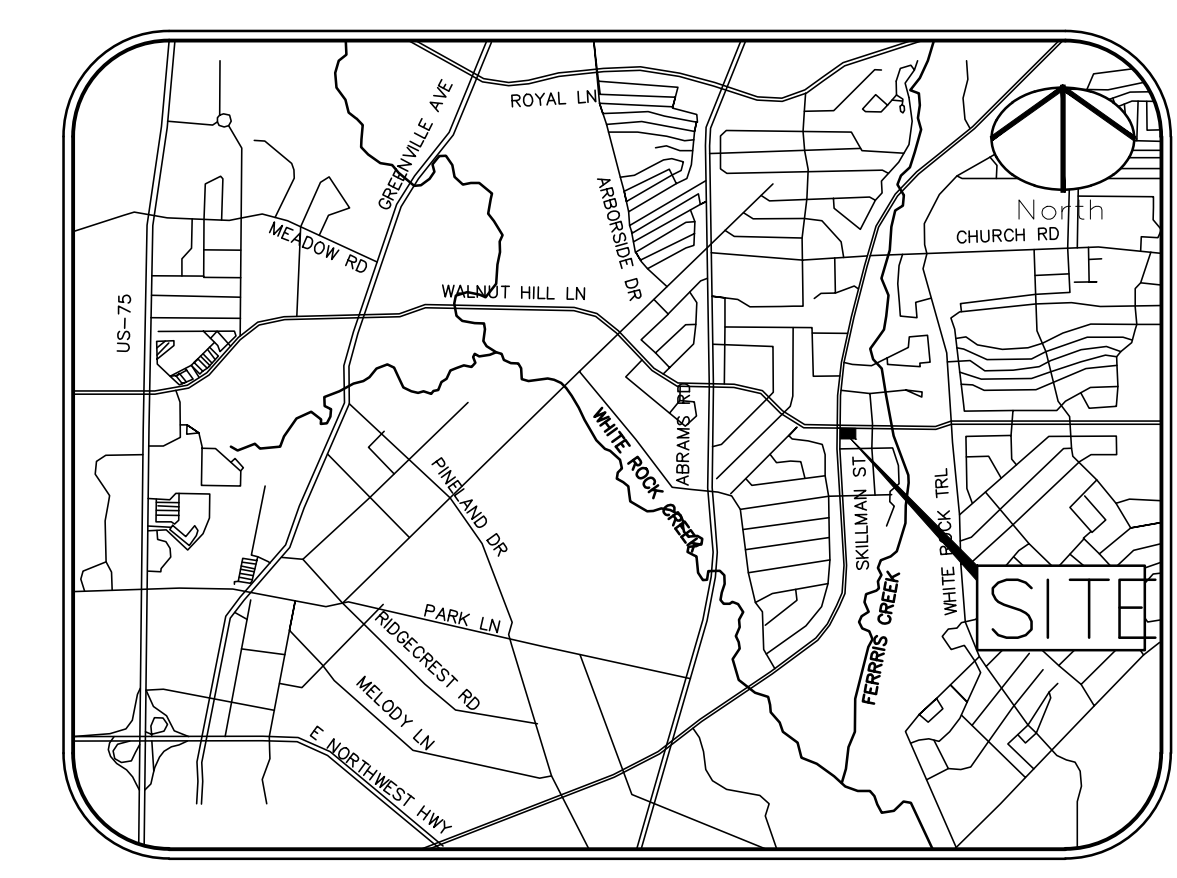 ROYAL LN
GREENVILLE AVE
ARBORSIDE DR
North
CHURCH RD
MEADOW RD
WALNUT HILL LN
US-75
ABRAMS RD
WHITE ROCK CREEK
PINELAND DR
SKILLMAN ST
WHITE ROCK TRL
SITE
FERRIS CREEK
PARK LN
RIDGECREST RD
MELODY LN
E NORTHWEST HWY